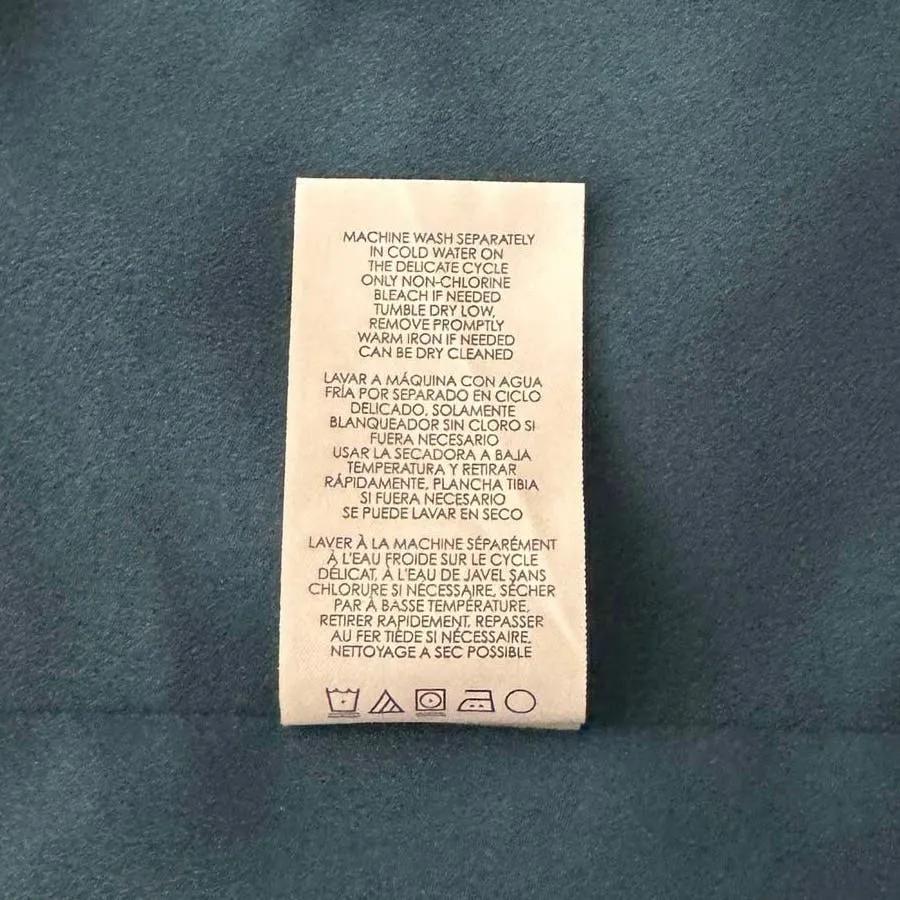 MACHINE WASH SEPARATELY
IN COLD WATER ON
THE DELICATE CYCLE
ONLY NON-CHLORINE
BLEACH IF NEEDED
TUMBLE DRY LOW,
REMOVE PROMPTLY
WARM IRON IF NEEDED
CAN BE DRY CLEANED
LAVAR A MÁQUINA CON AGUA
FRÍA POR SEPARADO EN CICLO
DELICADO, SOLAMENTE
BLANQUEADOR SIN CLORO SI
FUERA NECESARIO
USAR LA SECADORA A BAJA
TEMPERATURA Y RETIRAR
RÁPIDAMENTE, PLANCHA TIBIA
SI FUERA NECESARIO
SE PUEDE LAVAR EN SECO
LAVER À LA MACHINE SÉPARÉMENT
À L'EAU FROIDE SUR LE CYCLE
DÉLICAT, À L'EAU DE JAVEL SANS
CHLORURE SI NÉCESSAIRE, SÉCHER
PAR À BASSE TEMPÉRATURE,
RETIRER RAPIDEMENT, REPASSER
AU FER TIÈDE SI NÉCESSAIRE.
NETTOYAGE A SEC POSSIBLE